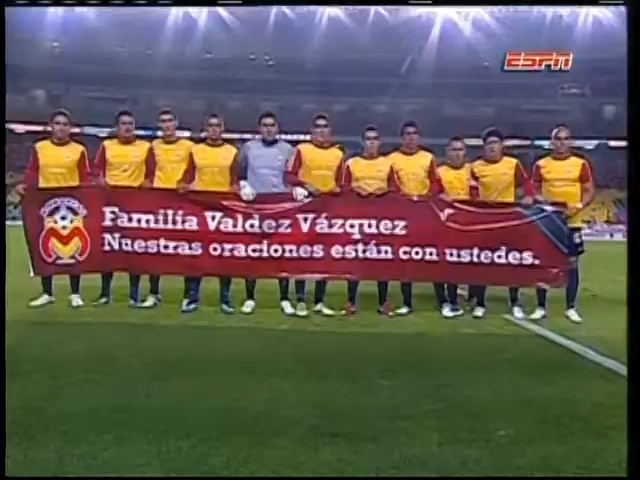 ESPN
Familia Valdez Vázquez
Nuestras oraciones están con ustedes.